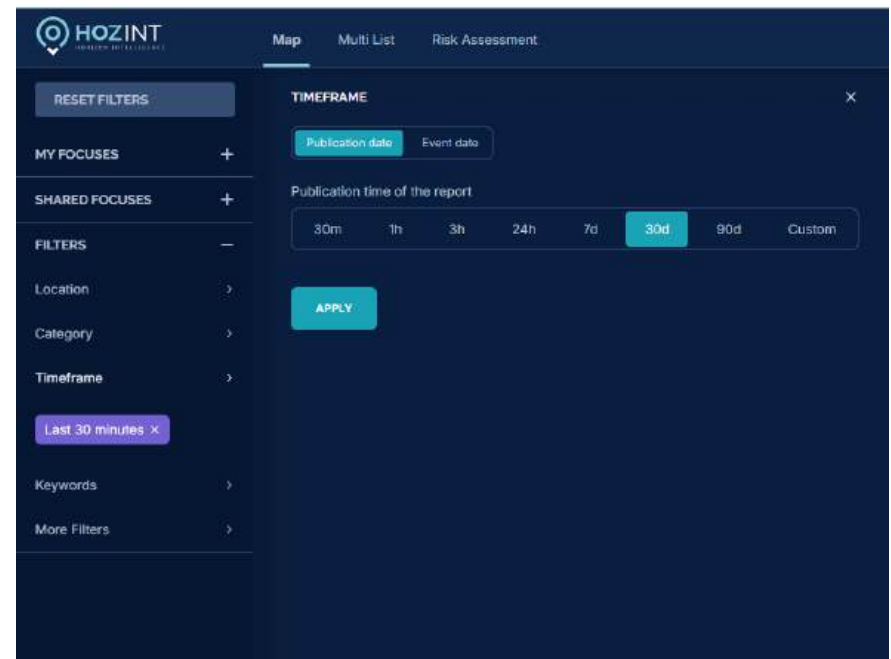 HOZINT
HORIZON INTELLIGENCE
Map Multi List Risk Assessment
RESET FILTERS
MY FOCUSES +
SHARED FOCUSES +
FILTERS –
Location >
Category >
Timeframe >
Last 30 minutes ×
Keywords >
More Filters >
TIMEFRAME ×
Publication date Event date
Publication time of the report
30m 1h 3h 24h 7d 30d 90d Custom
APPLY